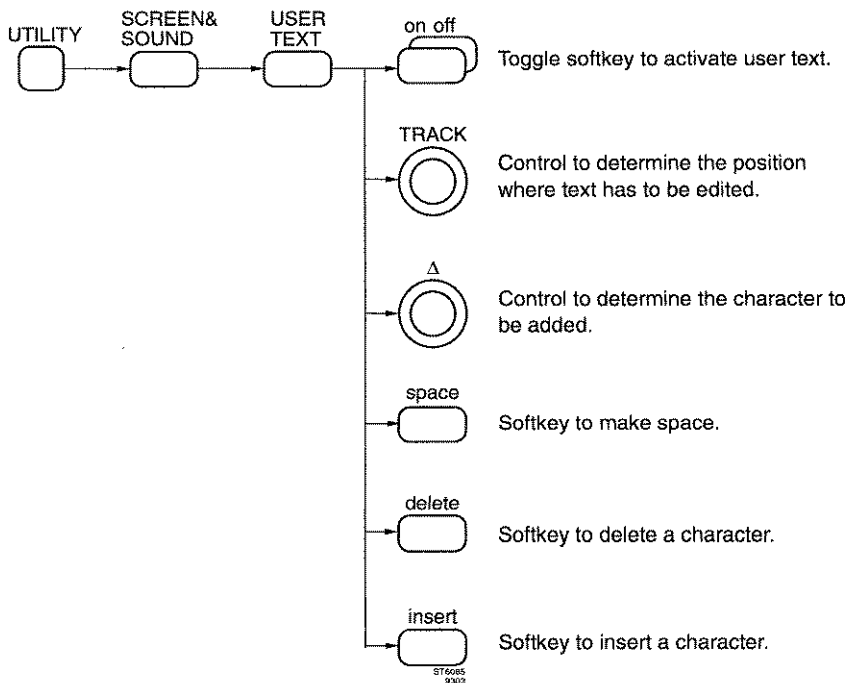 UTILITY
SCREEN&
SOUND
USER
TEXT
on off
Toggle softkey to activate user text.
TRACK
Control to determine the position
where text has to be edited.
Δ
Control to determine the character to
be added.
space
Softkey to make space.
delete
Softkey to delete a character.
insert
Softkey to insert a character.
ST6085
9303